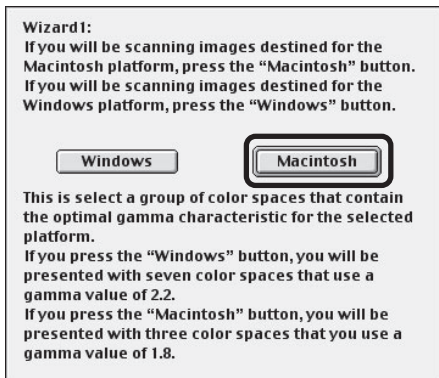 Wizard1:
If you will be scanning images destined for the
Macintosh platform, press the “Macintosh” button.
If you will be scanning images destined for the
Windows platform, press the “Windows” button.
Windows Macintosh
This is select a group of color spaces that contain
the optimal gamma characteristic for the selected
platform.
If you press the “Windows” button, you will be
presented with seven color spaces that use a
gamma value of 2.2.
If you press the “Macintosh” button, you will be
presented with three color spaces that you use a
gamma value of 1.8.